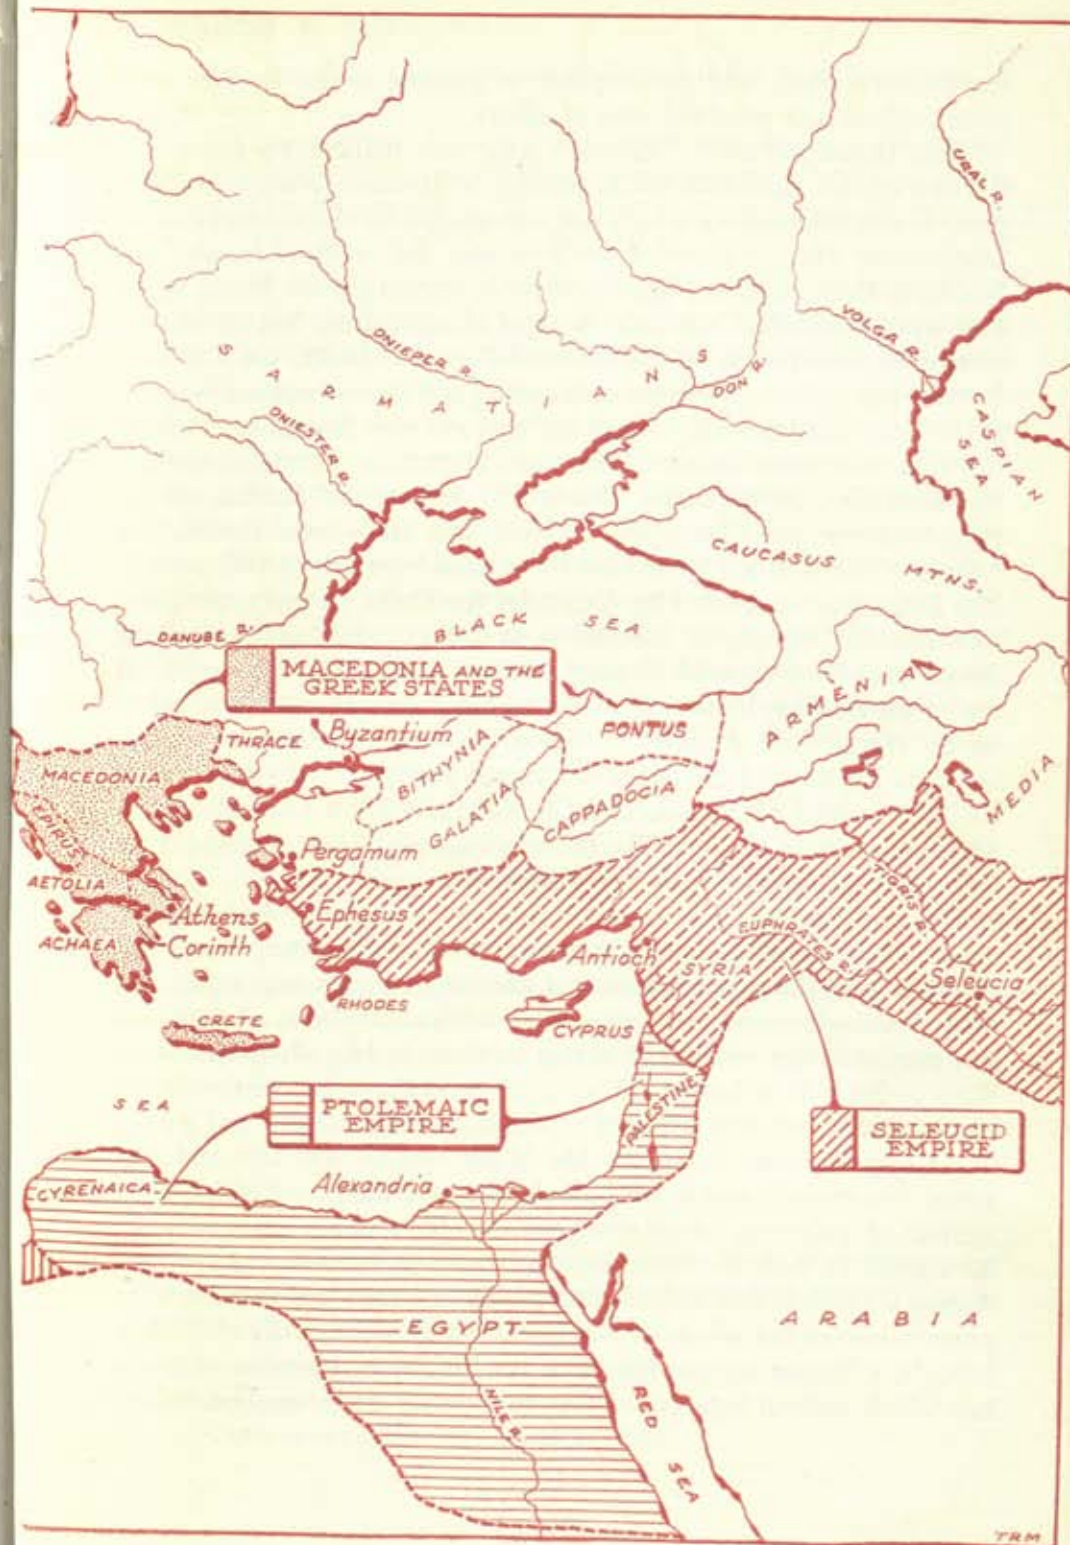 URAL R.
VOLGA R.
DNIEPER R.
SARMATIANS
DON R.
DNIESTER R.
CASPIAN
SEA
CAUCASUS MTNS.
BLACK SEA
DANUBE R.
MACEDONIA AND THE
GREEK STATES
ARMENIA
THRACE
Byzantium
BITHYNIA
PONTUS
MACEDONIA
GALATIA
CAPPADOCIA
MEDIA
EPIRUS
Pergamum
AETOLIA
TIGRIS R.
Athens
Ephesus
ACHAEA
Corinth
EUPHRATES R.
Antioch
SYRIA
Seleucia
RHODES
CRETE
CYPRUS
SEA
PTOLEMAIC
EMPIRE
PALESTINE
SELEUCID
EMPIRE
CYRENAICA
Alexandria
ARABIA
EGYPT
NILE R.
RED
SEA
TRM